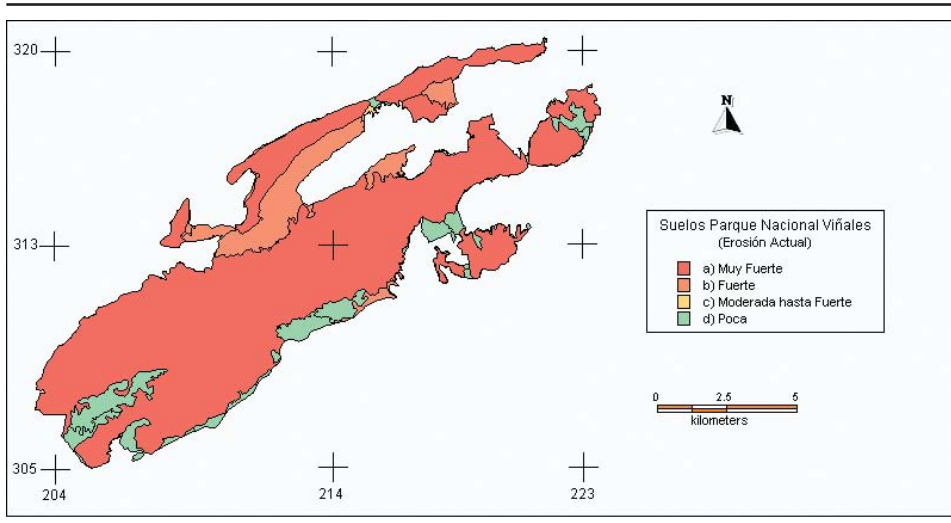 320
313
305
204
214
223
N
Suelos Parque Nacional Viñales
(Erosión Actual)
a) Muy Fuerte
b) Fuerte
c) Moderada hasta Fuerte
d) Poca
0 2.5 5
kilometers